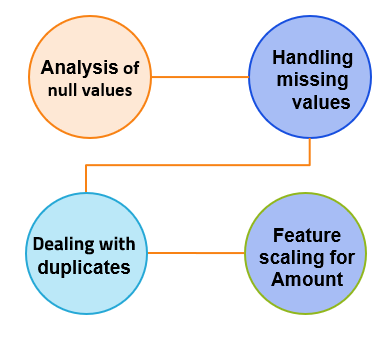 Analysis of
null values
Handling
missing
values
Dealing with
duplicates
Feature
scaling for
Amount